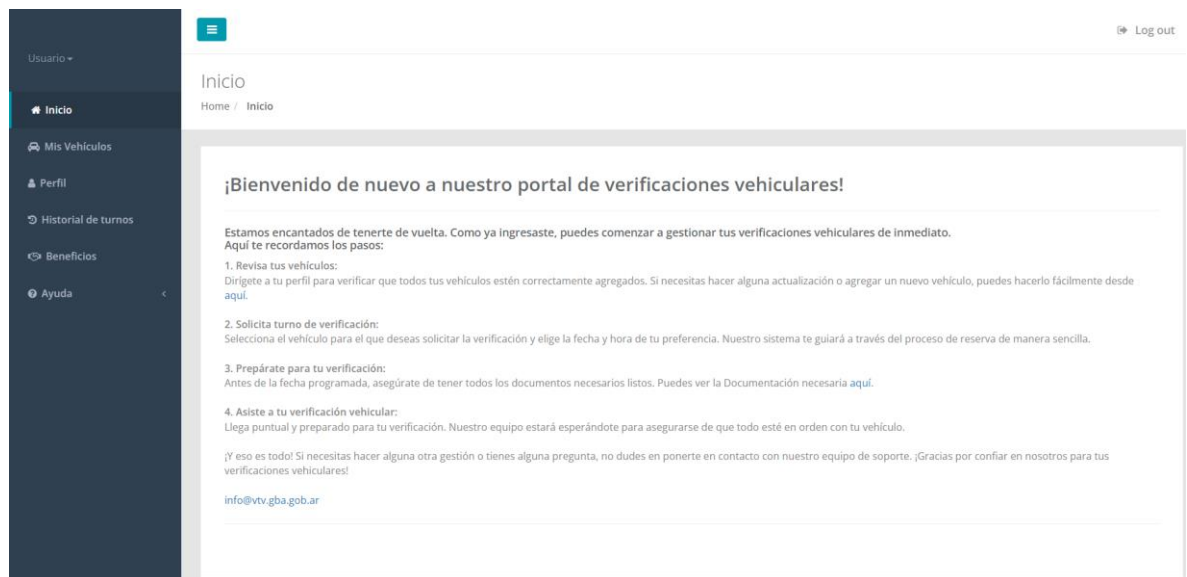 Usuario
Inicio
Mis Vehículos
Perfil
Historial de turnos
Beneficios
Ayuda
Log out
Inicio
Home / Inicio
¡Bienvenido de nuevo a nuestro portal de verificaciones vehiculares!
Estamos encantados de tenerte de vuelta. Como ya ingresaste, puedes comenzar a gestionar tus verificaciones vehiculares de inmediato.
Aquí te recordamos los pasos:
1. Revisa tus vehículos:
Dirígete a tu perfil para verificar que todos tus vehículos estén correctamente agregados. Si necesitas hacer alguna actualización o agregar un nuevo vehículo, puedes hacerlo fácilmente desde
aquí.
2. Solicita turno de verificación:
Selecciona el vehículo para el que deseas solicitar la verificación y elige la fecha y hora de tu preferencia. Nuestro sistema te guiará a través del proceso de reserva de manera sencilla.
3. Prepárate para tu verificación:
Antes de la fecha programada, asegúrate de tener todos los documentos necesarios listos. Puedes ver la Documentación necesaria aquí.
4. Asiste a tu verificación vehicular:
Llega puntual y preparado para tu verificación. Nuestro equipo estará esperándote para asegurarse de que todo esté en orden con tu vehículo.
¡Y eso es todo! Si necesitas hacer alguna otra gestión o tienes alguna pregunta, no dudes en ponerte en contacto con nuestro equipo de soporte. ¡Gracias por confiar en nosotros para tus
verificaciones vehiculares!
info@vtv.gba.gob.ar